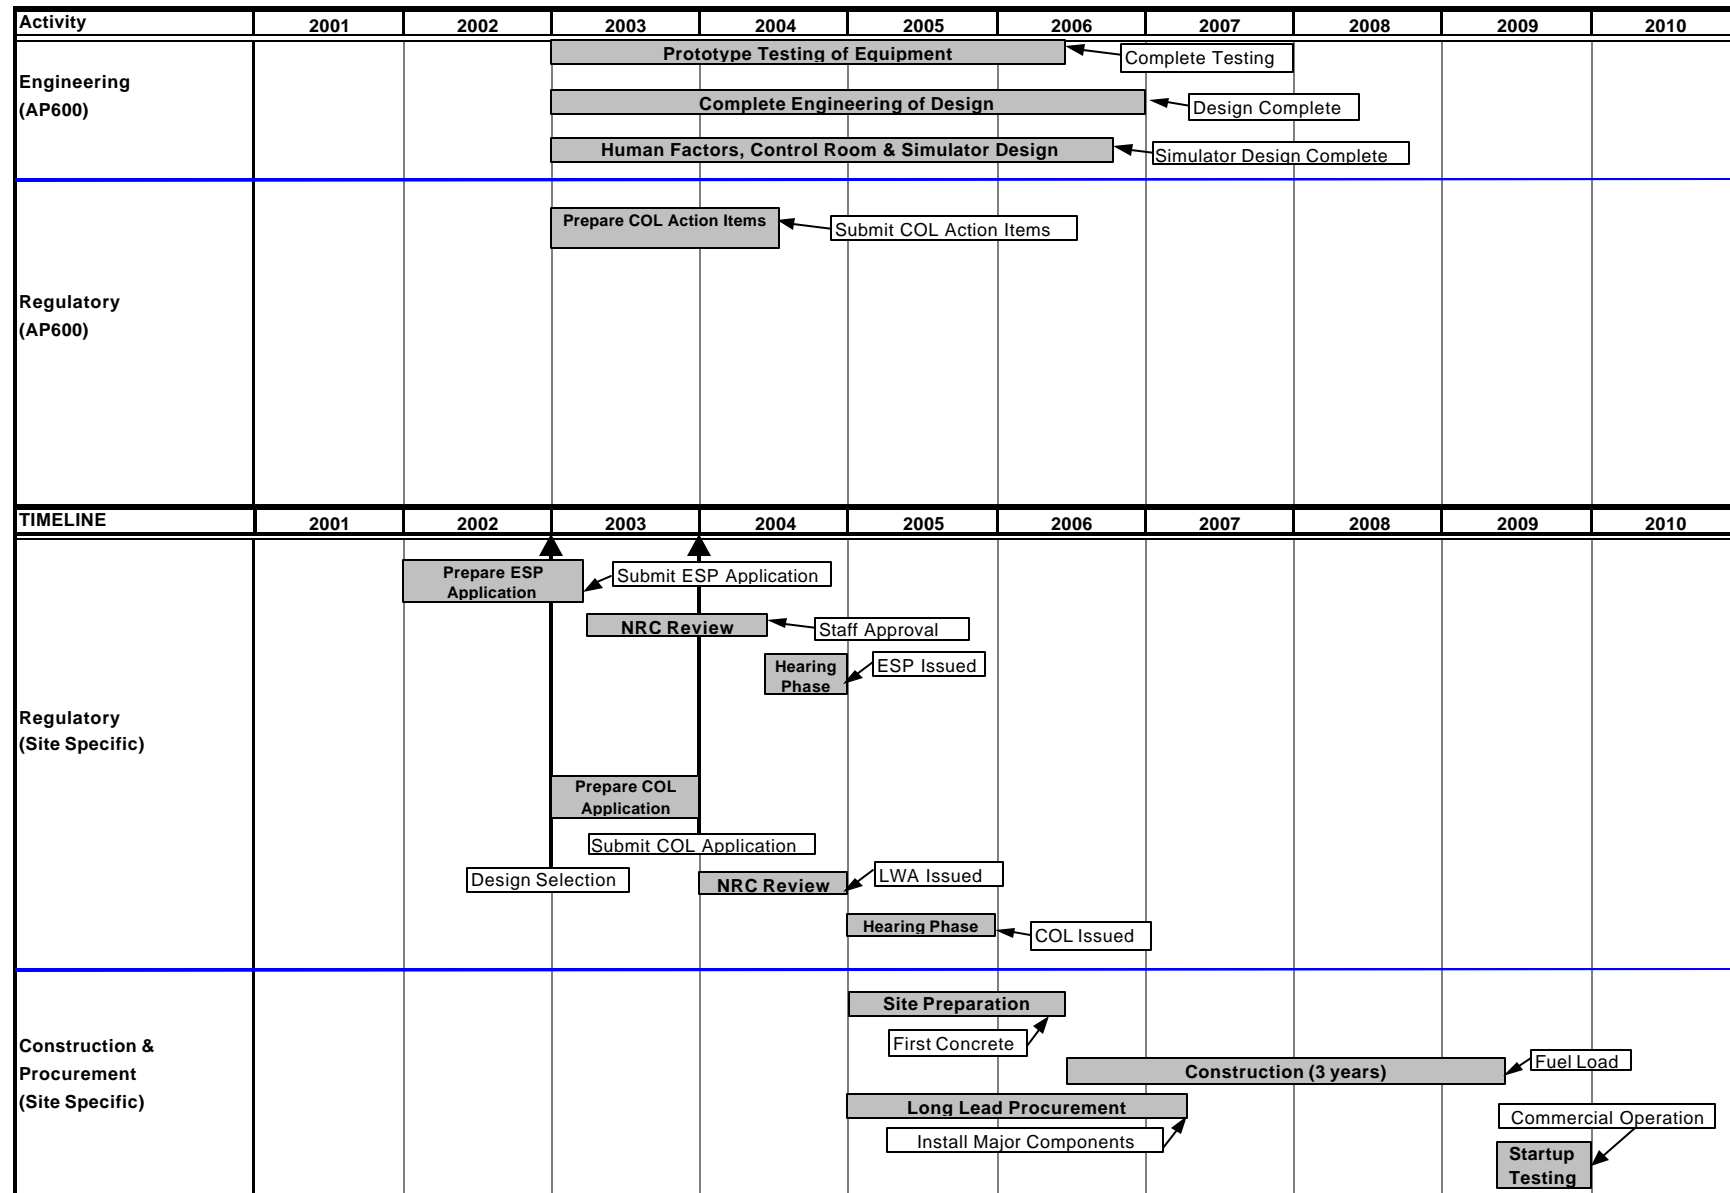 Activity 2001 2002 2003 2004 2005 2006 2007 2008 2009 2010
Prototype Testing of Equipment
Complete Testing
Engineering
(AP600)
Complete Engineering of Design
Design Complete
Human Factors, Control Room & Simulator Design
Simulator Design Complete
Prepare COL Action Items
Submit COL Action Items
Regulatory
(AP600)
TIMELINE 2001 2002 2003 2004 2005 2006 2007 2008 2009 2010
Prepare ESP
Application
Submit ESP Application
NRC Review
Staff Approval
Hearing
Phase
ESP Issued
Regulatory
(Site Specific)
Prepare COL
Application
Submit COL Application
Design Selection
NRC Review
LWA Issued
Hearing Phase
COL Issued
Site Preparation
First Concrete
Construction &
Procurement
(Site Specific)
Construction (3 years)
Fuel Load
Long Lead Procurement
Install Major Components
Commercial Operation
Startup
Testing